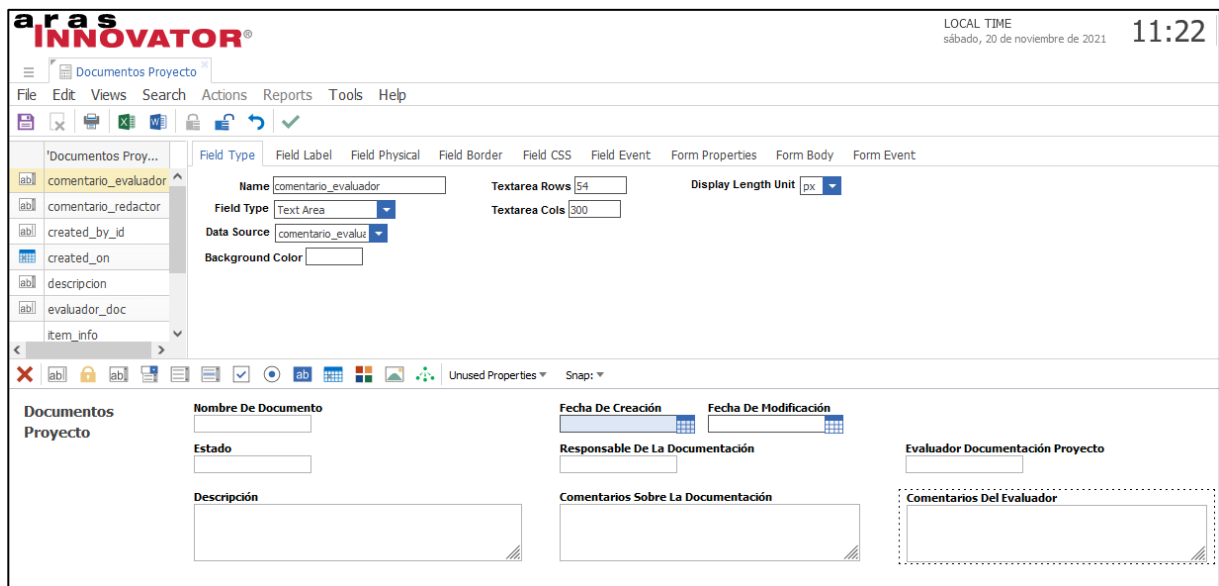 aras
INNOVATOR®
LOCAL TIME
sábado, 20 de noviembre de 2021
11:22
Documentos Proyecto
File Edit Views Search Actions Reports Tools Help
'Documentos Proy...
Field Type Field Label Field Physical Field Border Field CSS Field Event Form Properties Form Body Form Event
comentario_evaluador
comentario_redactor
created_by_id
created_on
descripcion
evaluador_doc
item_info
Name comentario_evaluador Textarea Rows 54 Display Length Unit px
Field Type Text Area Textarea Cols 300
Data Source comentario_evalua
Background Color
Unused Properties Snap:
Documentos
Proyecto
Nombre De Documento Fecha De Creación Fecha De Modificación
Estado Responsable De La Documentación Evaluador Documentación Proyecto
Descripción Comentarios Sobre La Documentación Comentarios Del Evaluador